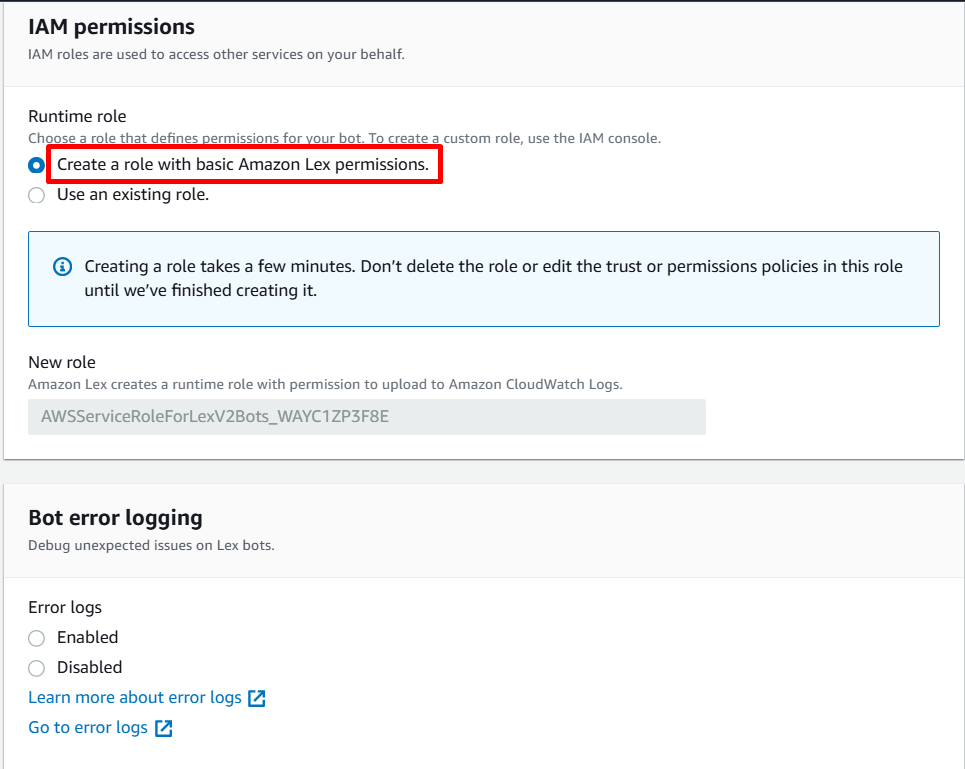 IAM permissions
IAM roles are used to access other services on your behalf.
Runtime role
Choose a role that defines permissions for your bot. To create a custom role, use the IAM console.
Create a role with basic Amazon Lex permissions.
Use an existing role.
Creating a role takes a few minutes. Don’t delete the role or edit the trust or permissions policies in this role
until we’ve finished creating it.
New role
Amazon Lex creates a runtime role with permission to upload to Amazon CloudWatch Logs.
AWSServiceRoleForLexV2Bots_WAYC1ZP3F8E
Bot error logging
Debug unexpected issues on Lex bots.
Error logs
Enabled
Disabled
Learn more about error logs
Go to error logs